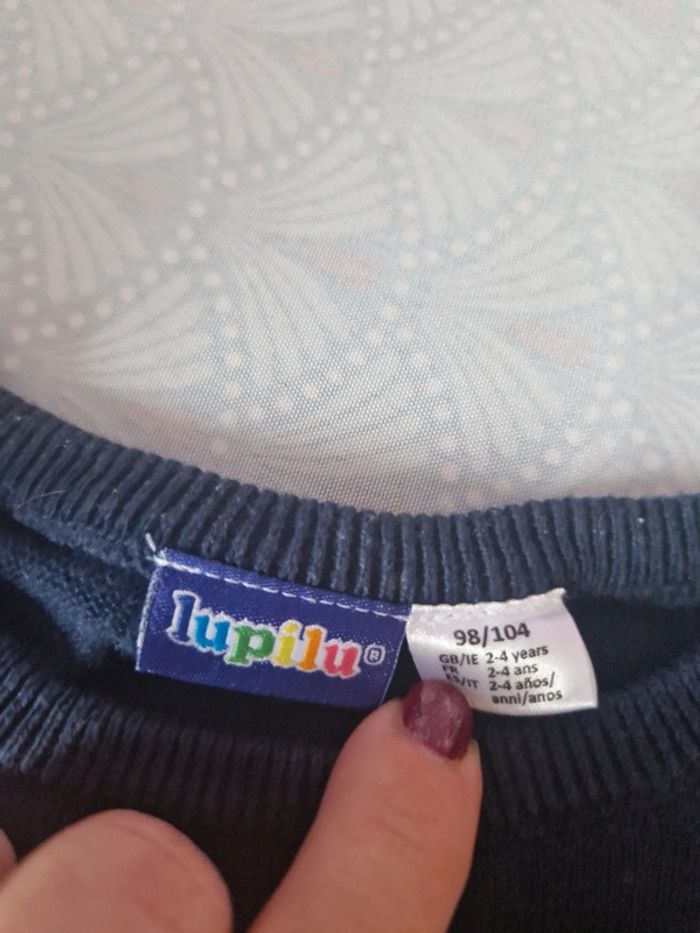 lupilu®
98/104
GB/IE 2-4 years
FR 2-4 ans
ES/IT 2-4 años/
anni/anos